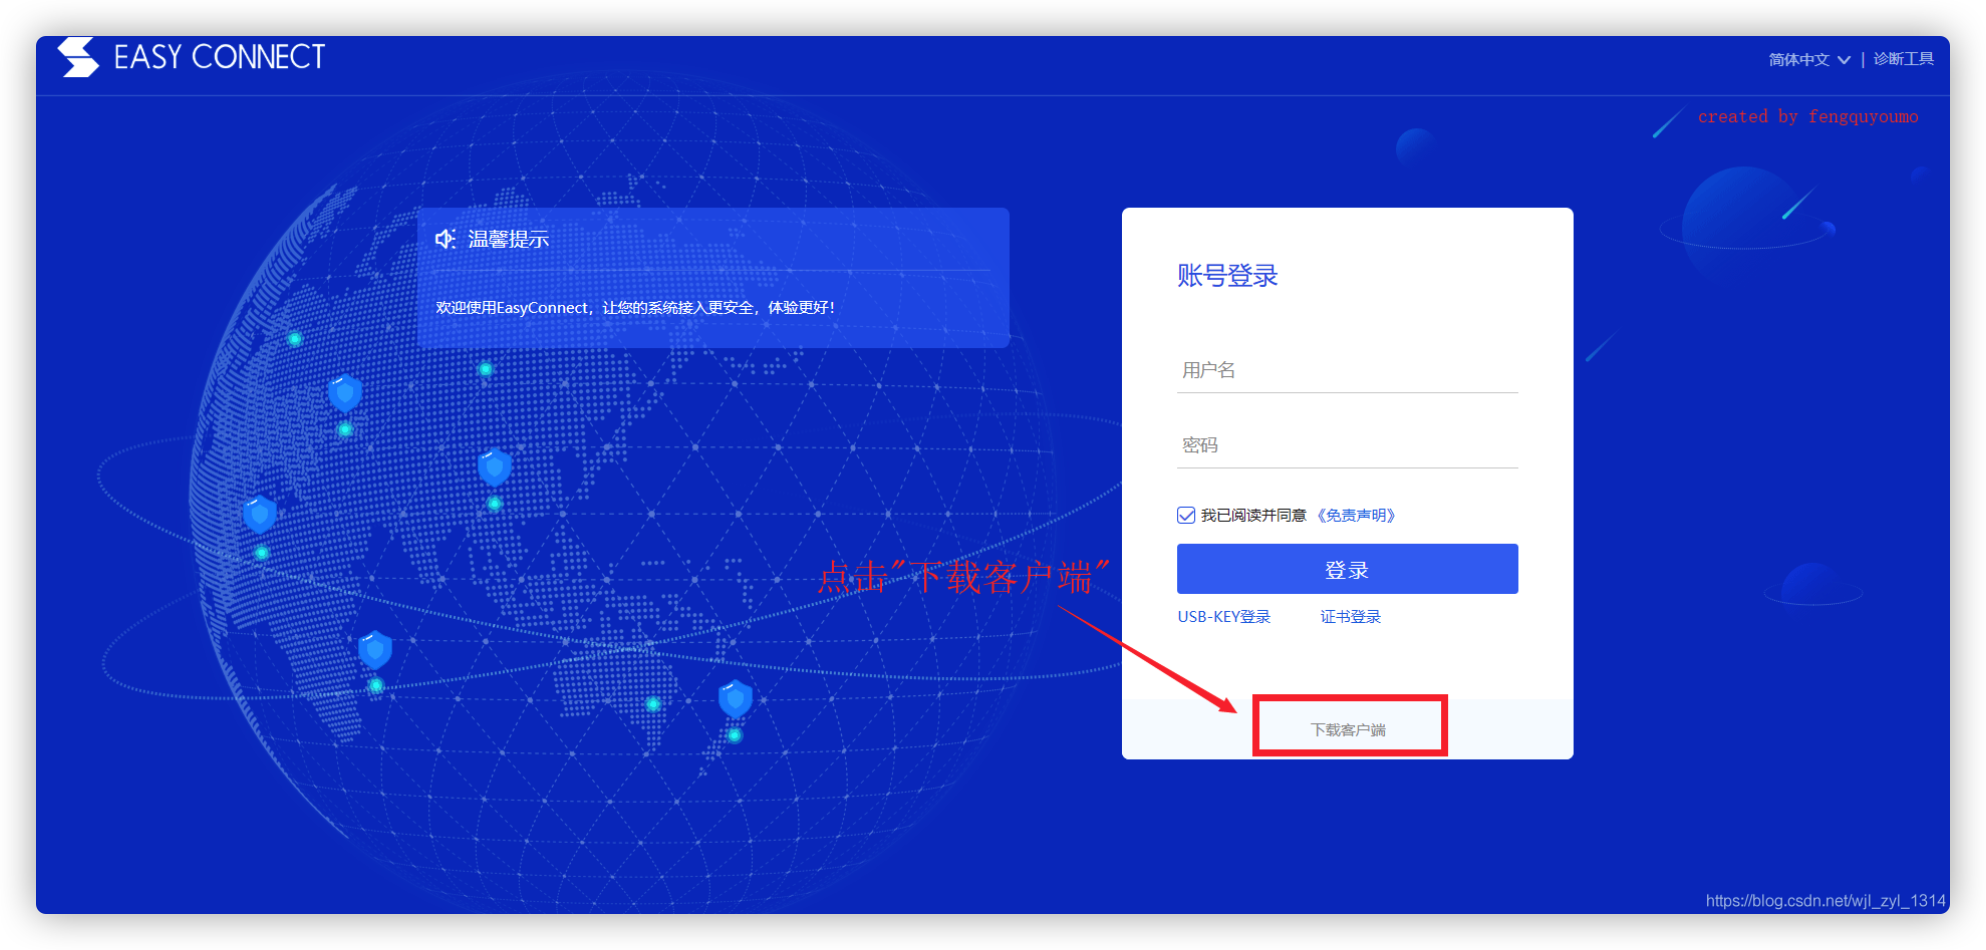 EASY CONNECT
简体中文 | 诊断工具
created by fengquyoumo
温馨提示
欢迎使用EasyConnect，让您的系统接入更安全，体验更好！
账号登录
用户名
密码
我已阅读并同意《免责声明》
登录
USB-KEY登录 证书登录
点击"下载客户端"
下载客户端
https://blog.csdn.net/wjl_zyl_1314